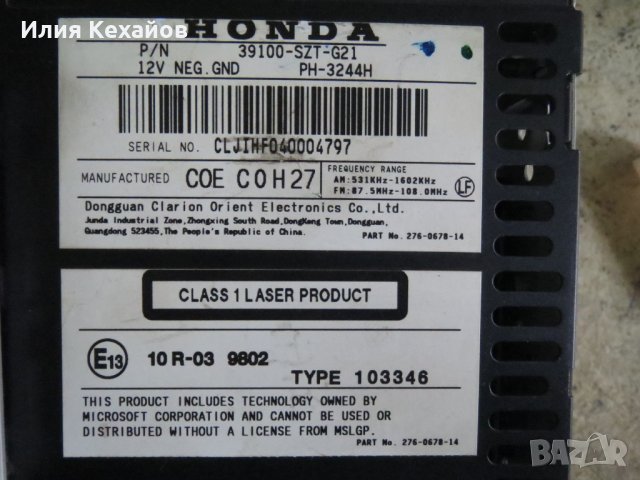 Илия Кехайов
HONDA
P/N 39100-SZT-G21
12V NEG.GND PH-3244H
SERIAL NO. CLJIHF040004797
MANUFACTURED COE COH27
FREQUENCY RANGE
AM:531KHz-1602KHz
FM:87.5MHz-108.0MHz
LF
Dongguan Clarion Orient Electronics Co.,Ltd.
Junda Industrial Zone,Zhongxing South Road,DongKeng Town,Dongguan,
Guangdong 523455,The People's Republic of China.
PART No. 276-0678-14
CLASS 1 LASER PRODUCT
E13 10 R-03 9802
TYPE 103346
THIS PRODUCT INCLUDES TECHNOLOGY OWNED BY
MICROSOFT CORPORATION AND CANNOT BE USED OR
DISTRIBUTED WITHOUT A LICENSE FROM MSLGP.
PART No. 276-0678-14
BAZAR